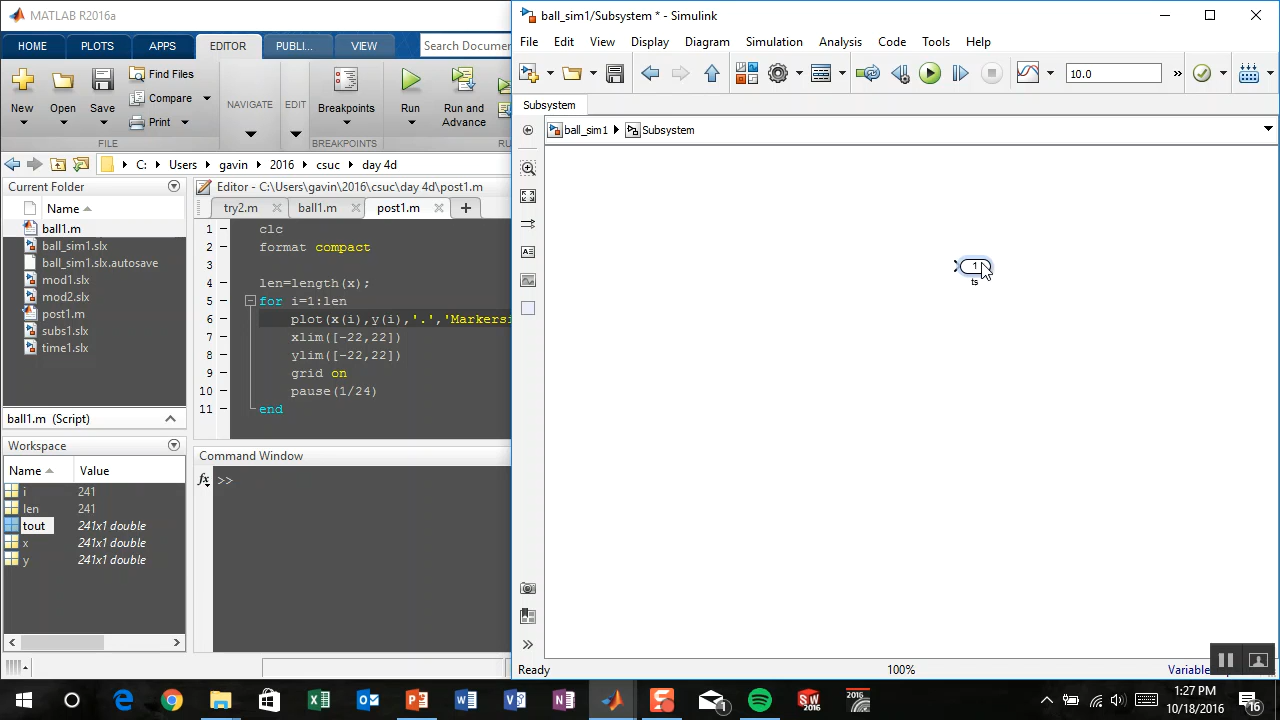 MATLAB R2016a
HOME PLOTS APPS EDITOR PUBLI... VIEW Search Documen
New Open Save Find Files Compare Print NAVIGATE EDIT Breakpoints Run Run and Advance
FILE BREAKPOINTS
C: Users gavin 2016 csuc day 4d
Current Folder
Name
ball1.m
ball_sim1.slx
ball_sim1.slx.autosave
mod1.slx
mod2.slx
post1.m
subs1.slx
time1.slx
ball1.m (Script)
Workspace
Name Value
i 241
len 241
tout 241x1 double
x 241x1 double
y 241x1 double
Editor - C:\Users\gavin\2016\csuc\day 4d\post1.m
try2.m ball1.m post1.m
1 clc
2 format compact
3
4 len=length(x);
5 for i=1:len
6 plot(x(i),y(i),'.','Markersi
7 xlim([-22,22])
8 ylim([-22,22])
9 grid on
10 pause(1/24)
11 end
Command Window
fx >>
ball_sim1/Subsystem * - Simulink
File Edit View Display Diagram Simulation Analysis Code Tools Help
10.0
Subsystem
ball_sim1 Subsystem
1
ts
Ready 100% Variable
1:27 PM
10/18/2016
16